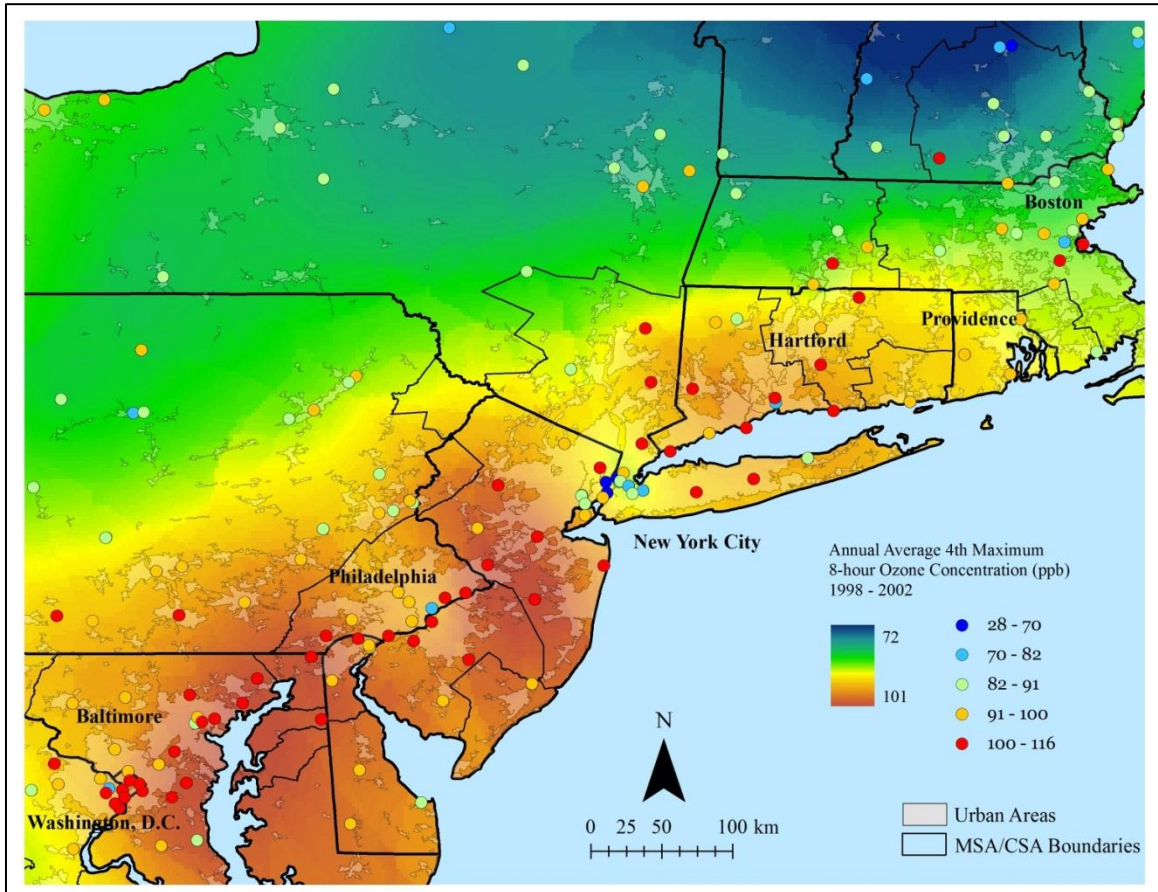 Boston
Providence
Hartford
New York City
Philadelphia
Baltimore
Washington, D.C.
Annual Average 4th Maximum
8-hour Ozone Concentration (ppb)
1998 - 2002
72
101
28 - 70
70 - 82
82 - 91
91 - 100
100 - 116
N
0 25 50 100 km
Urban Areas
MSA/CSA Boundaries